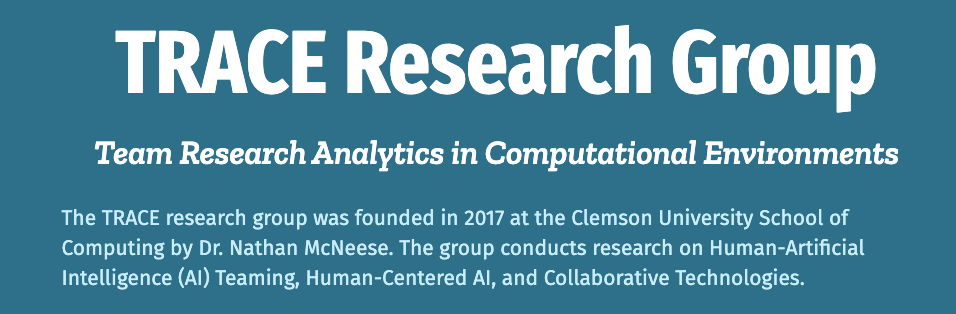 TRACE Research Group
Team Research Analytics in Computational Environments
The TRACE research group was founded in 2017 at the Clemson University School of
Computing by Dr. Nathan McNeese. The group conducts research on Human-Artificial
Intelligence (AI) Teaming, Human-Centered AI, and Collaborative Technologies.